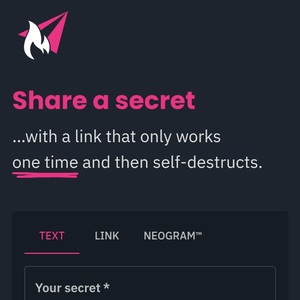 Share a secret
...with a link that only works
one time and then self-destructs.
TEXT LINK NEOGRAM™
Your secret *